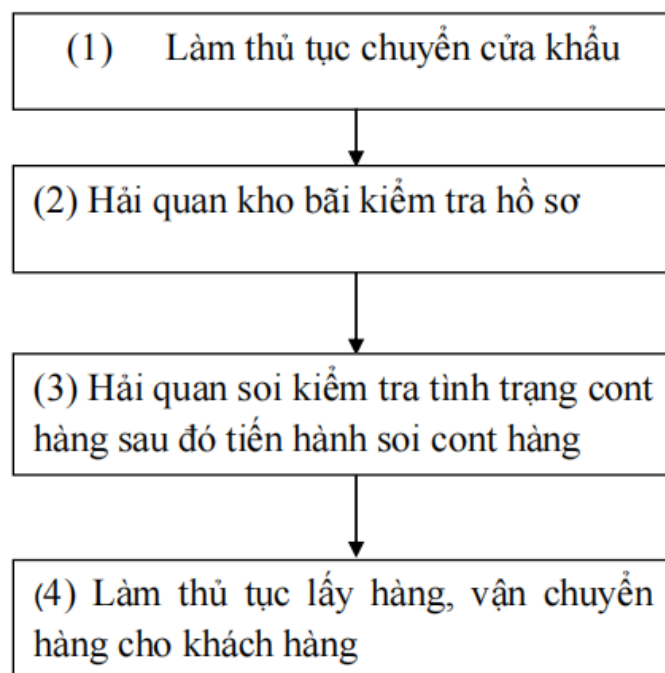 (1) Làm thủ tục chuyển cửa khẩu
(2) Hải quan kho bãi kiểm tra hồ sơ
(3) Hải quan soi kiểm tra tình trạng cont
hàng sau đó tiến hành soi cont hàng
(4) Làm thủ tục lấy hàng, vận chuyển
hàng cho khách hàng